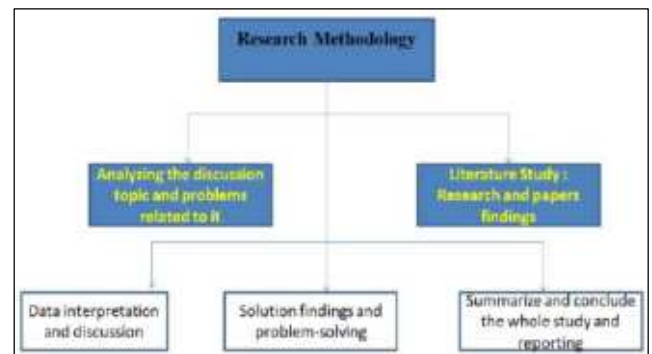 Research Methodology
Analyzing the discussion
topic and problems
related to it
Literature Study :
Research and papers
findings
Data interpretation
and discussion
Solution findings and
problem-solving
Summarize and conclude
the whole study and
reporting